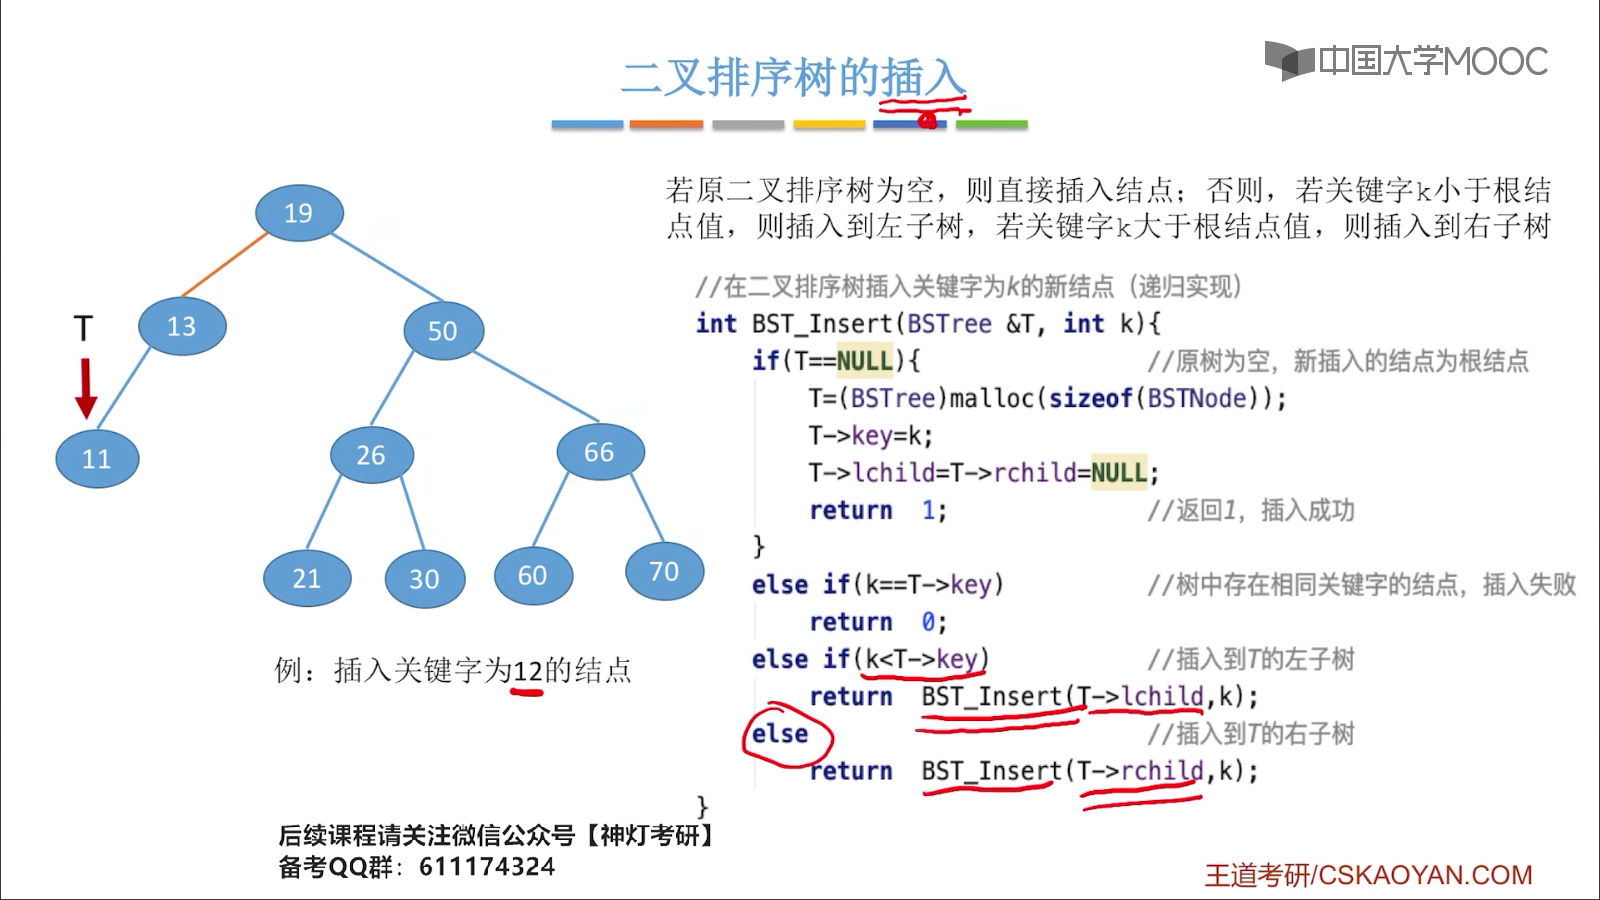 中国大学MOOC
二叉排序树的插入
若原二叉排序树为空，则直接插入结点；否则，若关键字k小于根结
点值，则插入到左子树，若关键字k大于根结点值，则插入到右子树
19
13
50
T
11
26
66
21
30
60
70
例：插入关键字为12的结点
//在二叉排序树插入关键字为k的新结点（递归实现）
int BST_Insert(BSTree &T, int k){
if(T==NULL){ //原树为空，新插入的结点为根结点
T=(BSTree)malloc(sizeof(BSTNode));
T->key=k;
T->lchild=T->rchild=NULL;
return 1; //返回1，插入成功
}
else if(k==T->key) //树中存在相同关键字的结点，插入失败
return 0;
else if(k<T->key) //插入到T的左子树
return BST_Insert(T->lchild,k);
else //插入到T的右子树
return BST_Insert(T->rchild,k);
}
后续课程请关注微信公众号【神灯考研】
备考QQ群：611174324
王道考研/CSKAOYAN.COM